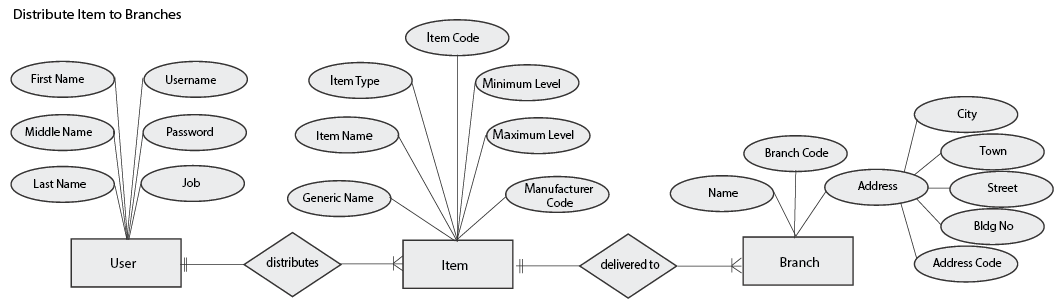 Distribute Item to Branches
Item Code
First Name
Username
Item Type
Minimum Level
City
Middle Name
Password
Item Name
Maximum Level
Branch Code
Town
Last Name
Job
Generic Name
Manufacturer
Code
Name
Address
Street
Bldg No
User
distributes
Item
delivered to
Branch
Address Code